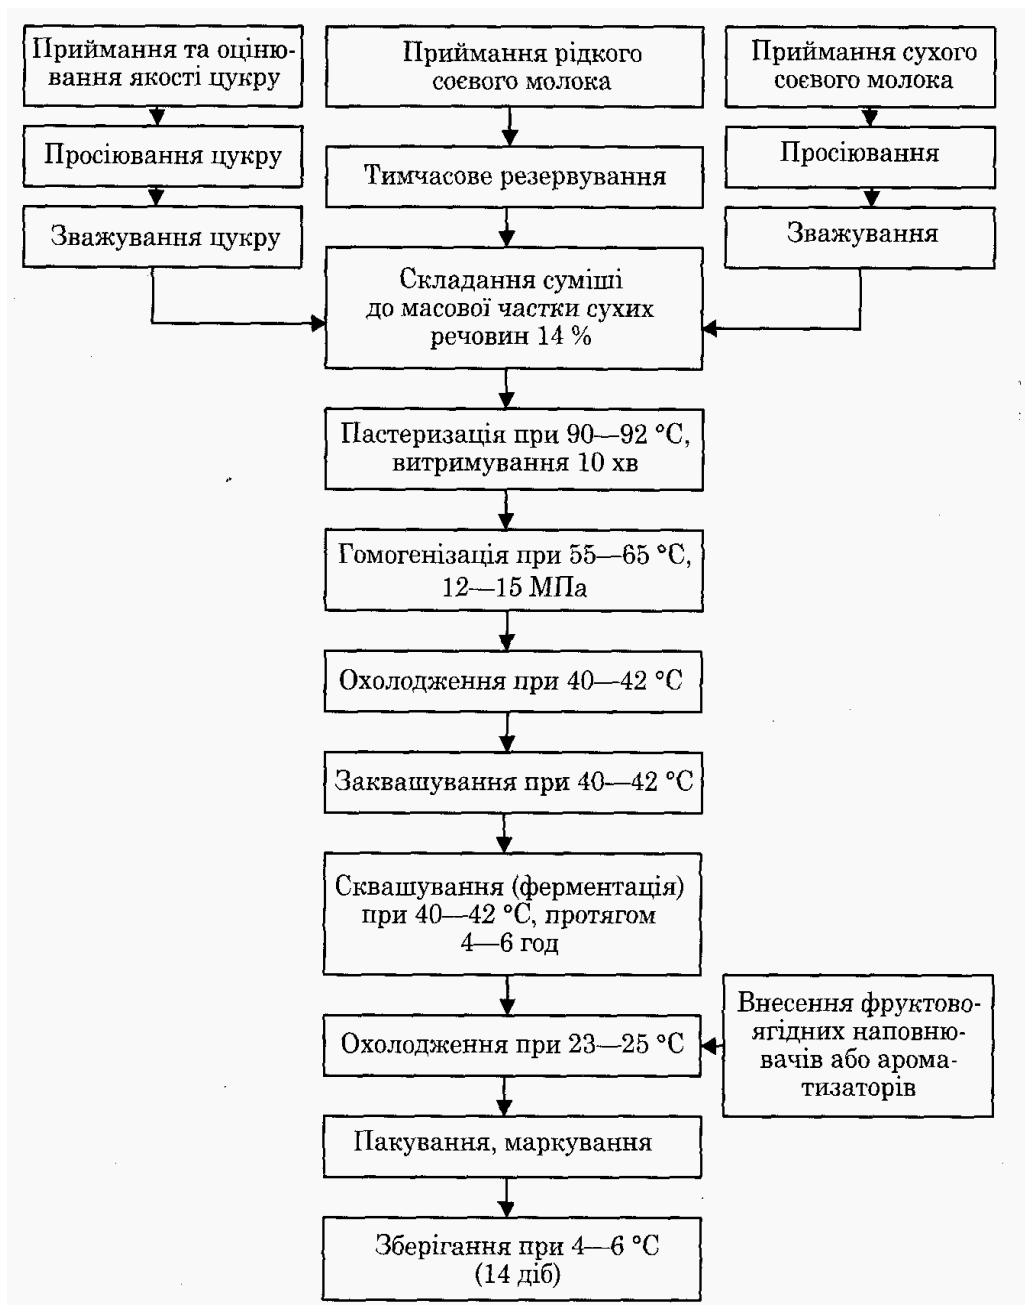 Приймання та оціню-
вання якості цукру
Просіювання цукру
Зважування цукру
Приймання рідкого
соєвого молока
Тимчасове резервування
Приймання сухого
соєвого молока
Просіювання
Зважування
Складання суміші
до масової частки сухих
речовин 14 %
Пастеризація при 90—92 °С,
витримування 10 хв
Гомогенізація при 55—65 °С,
12—15 МПа
Охолодження при 40—42 °С
Заквашування при 40—42 °С
Сквашування (ферментація)
при 40—42 °С, протягом
4—6 год
Охолодження при 23—25 °С
Внесення фруктово-
ягідних наповню-
вачів або арома-
тизаторів
Пакування, маркування
Зберігання при 4—6 °С
(14 діб)